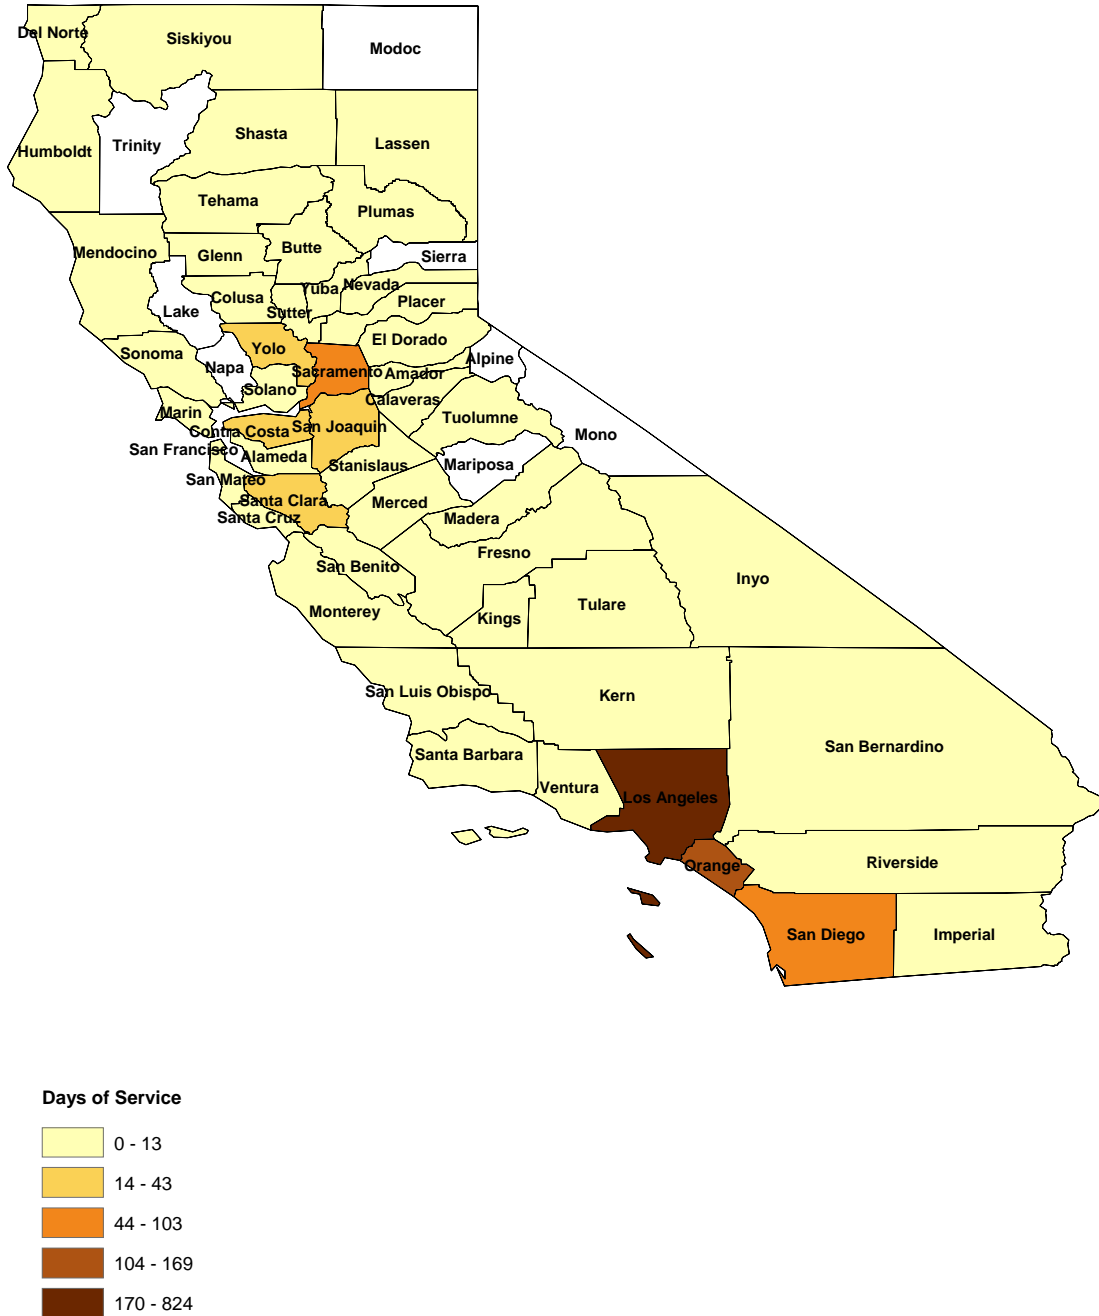 Del Norte
Siskiyou
Modoc
Humboldt
Trinity
Shasta
Lassen
Tehama
Plumas
Mendocino
Glenn
Butte
Sierra
Lake
Colusa
Sutter
Yuba
Nevada
Placer
Sonoma
Napa
Yolo
Sacramento
El Dorado
Alpine
Solano
Amador
Calaveras
Marin
Contra Costa
San Joaquin
Tuolumne
Mono
San Francisco
Alameda
Stanislaus
Mariposa
San Mateo
Santa Clara
Santa Cruz
Merced
Madera
Fresno
San Benito
Inyo
Monterey
Kings
Tulare
San Luis Obispo
Kern
San Bernardino
Santa Barbara
Ventura
Los Angeles
Orange
Riverside
San Diego
Imperial
Days of Service
0 - 13
14 - 43
44 - 103
104 - 169
170 - 824